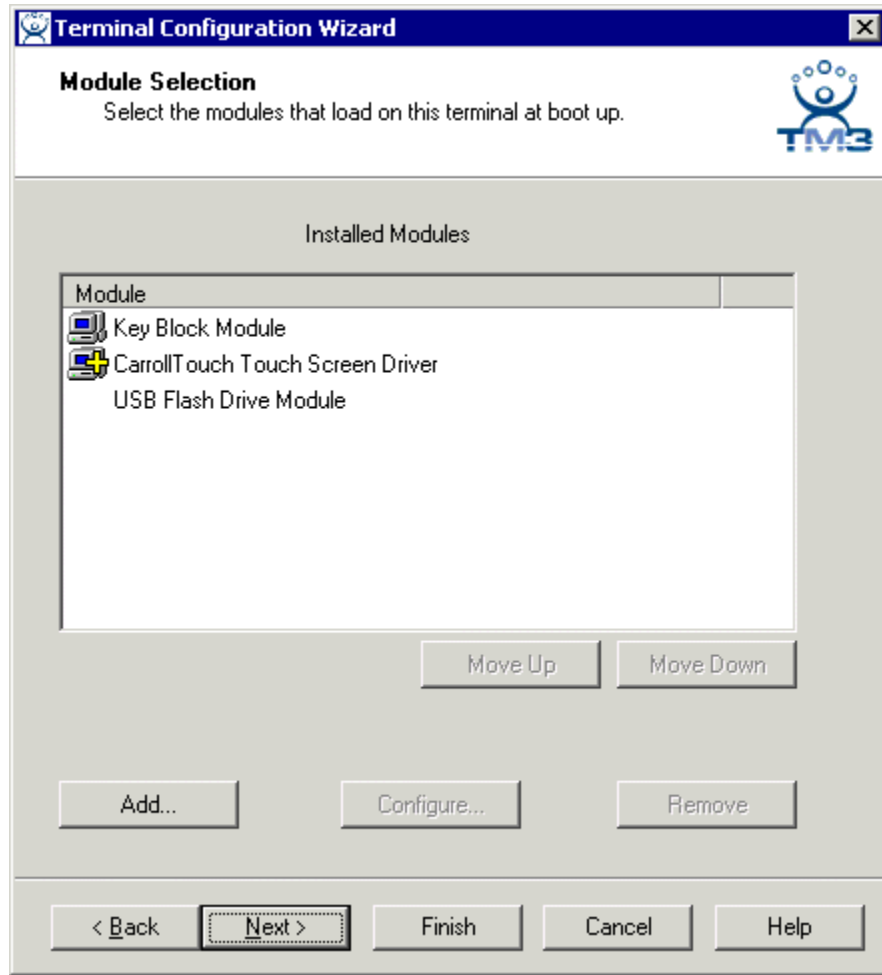 Terminal Configuration Wizard
Module Selection
Select the modules that load on this terminal at boot up.
TM3
Installed Modules
Module
Key Block Module
CarrollTouch Touch Screen Driver
USB Flash Drive Module
Move Up
Move Down
Add...
Configure...
Remove
< Back
Next >
Finish
Cancel
Help